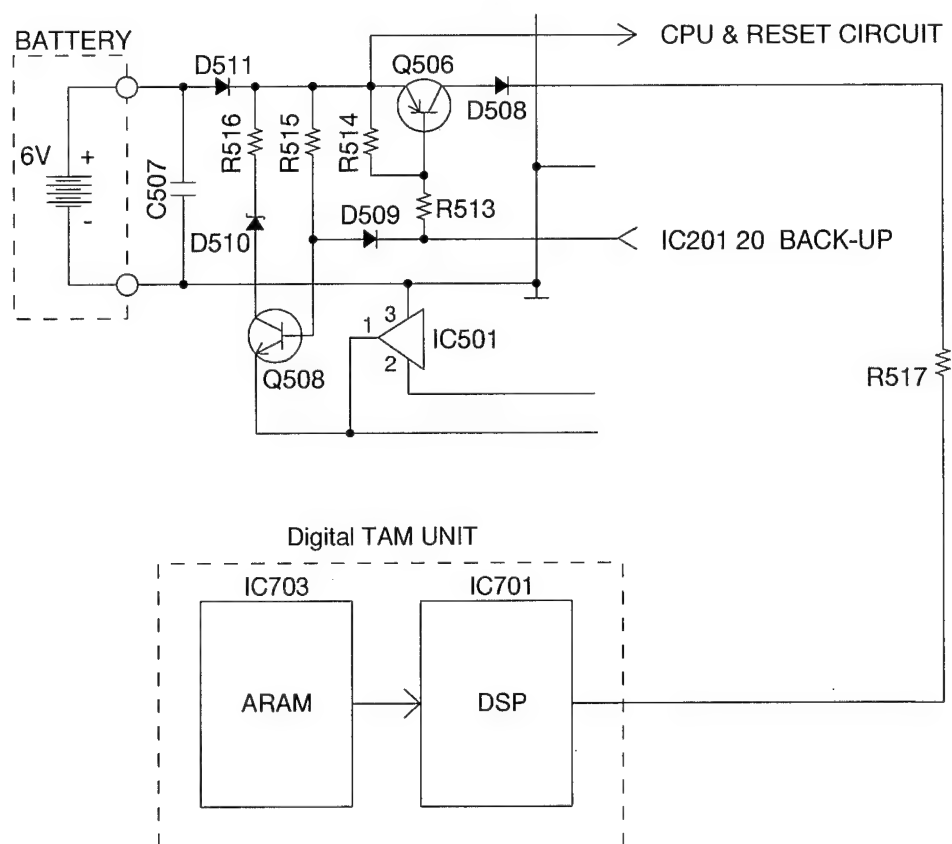 CPU & RESET CIRCUIT
BATTERY
D511
Q506
D508
6V
+
-
C507
R516
R515
R514
R513
D510
D509
IC201 20 BACK-UP
3
1
2
IC501
Q508
R517
Digital TAM UNIT
IC703
IC701
ARAM
DSP